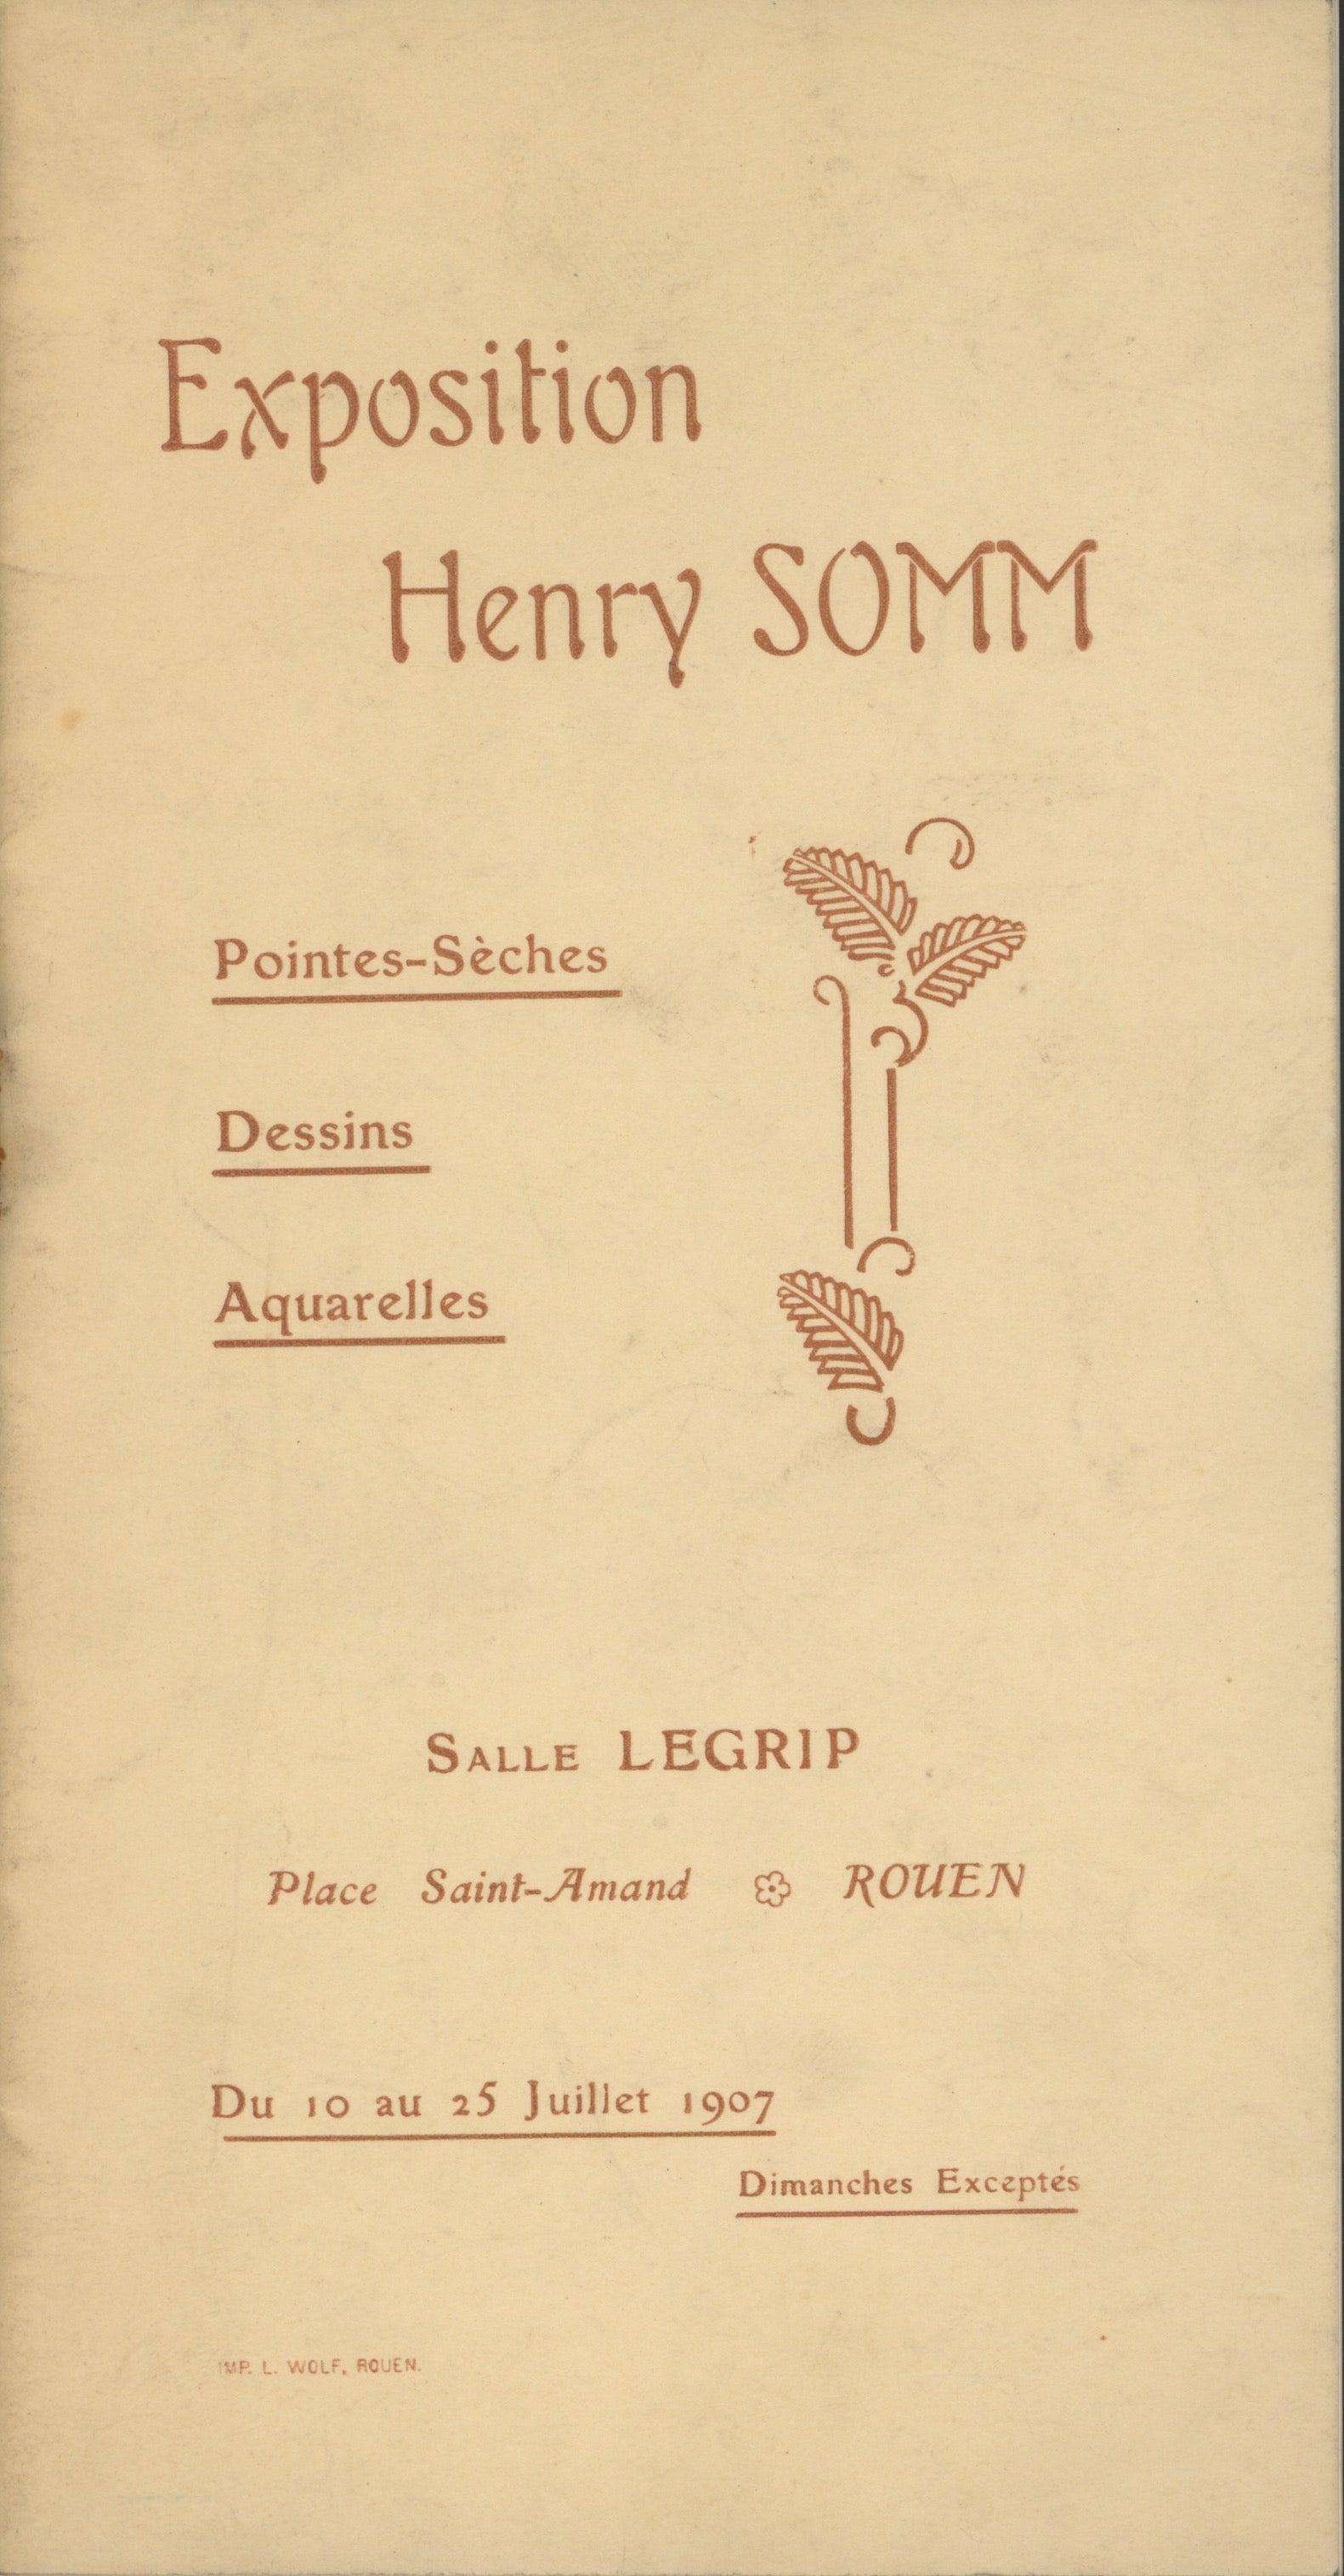 Exposition
Henry SOMM
Pointes-Sèches
Dessins
Aquarelles
SALLE LEGRIP
Place Saint-Amand ROUEN
Du 10 au 25 Juillet 1907
Dimanches Exceptés
IMP. L. WOLF, ROUEN.